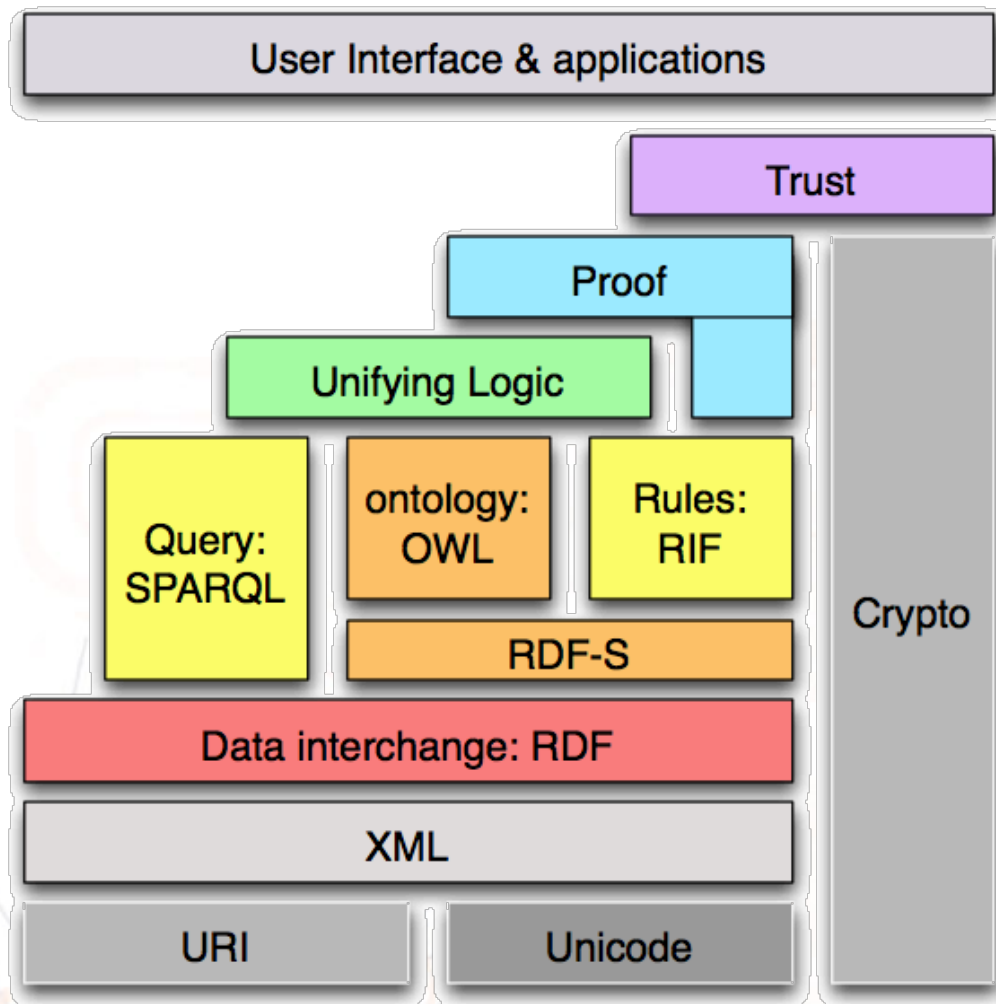 User Interface & applications
Trust
Proof
Unifying Logic
Query:
SPARQL
ontology:
OWL
Rules:
RIF
RDF-S
Crypto
Data interchange: RDF
XML
URI
Unicode